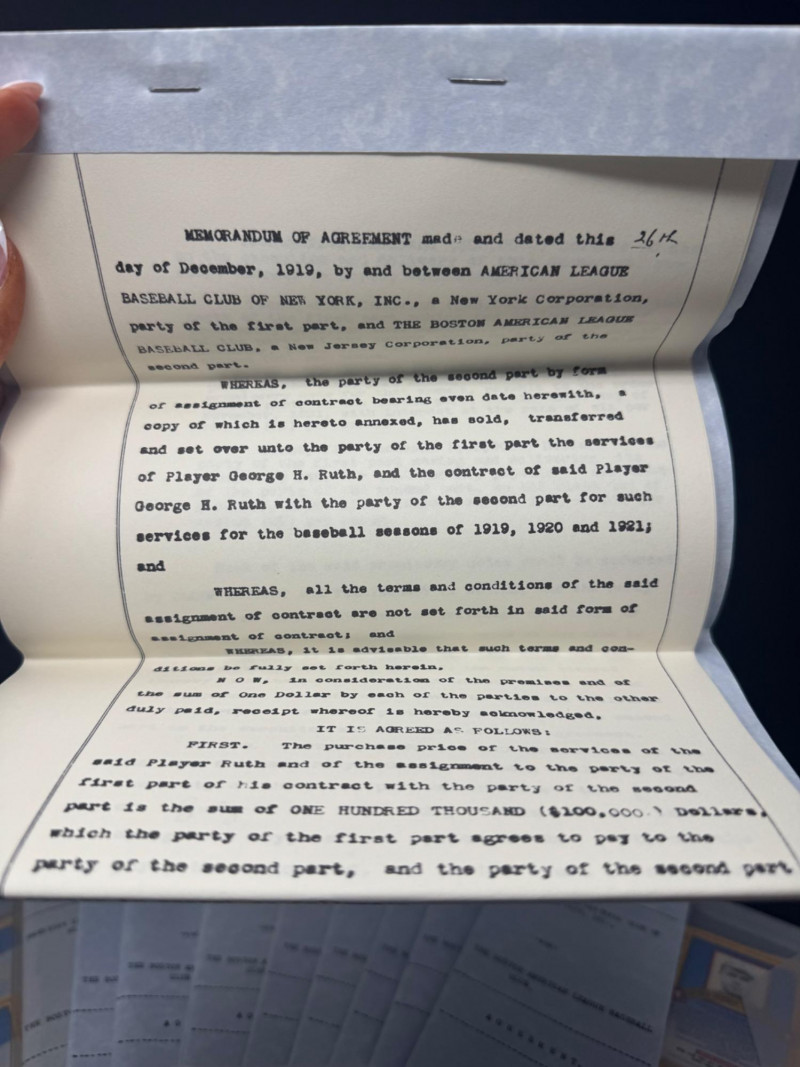 MEMORANDUM OF AGREEMENT made and dated this 26th
day of December, 1919, by and between AMERICAN LEAGUE
BASEBALL CLUB OF NEW YORK, INC., a New York Corporation,
party of the first part, and THE BOSTON AMERICAN LEAGUE
BASEBALL CLUB, a New Jersey Corporation, party of the
second part.
WHEREAS, the party of the second part by form
of assignment of contract bearing even date herewith, a
copy of which is hereto annexed, has sold, transferred
and set over unto the party of the first part the services
of Player George H. Ruth, and the contract of said Player
George H. Ruth with the party of the second part for such
services for the baseball seasons of 1919, 1920 and 1921;
and
WHEREAS, all the terms and conditions of the said
assignment of contract are not set forth in said form of
assignment of contract; and
WHEREAS, it is advisable that such terms and con-
ditions be fully set forth herein,
N O W, in consideration of the premises and of
the sum of One Dollar by each of the parties to the other
duly paid, receipt whereof is hereby acknowledged,
IT IS AGREED AS FOLLOWS:
FIRST. The purchase price of the services of the
said Player Ruth and of the assignment to the party of the
first part of his contract with the party of the second
part is the sum of ONE HUNDRED THOUSAND ($100,000.) Dollars,
which the party of the first part agrees to pay to the
party of the second part, and the party of the second part